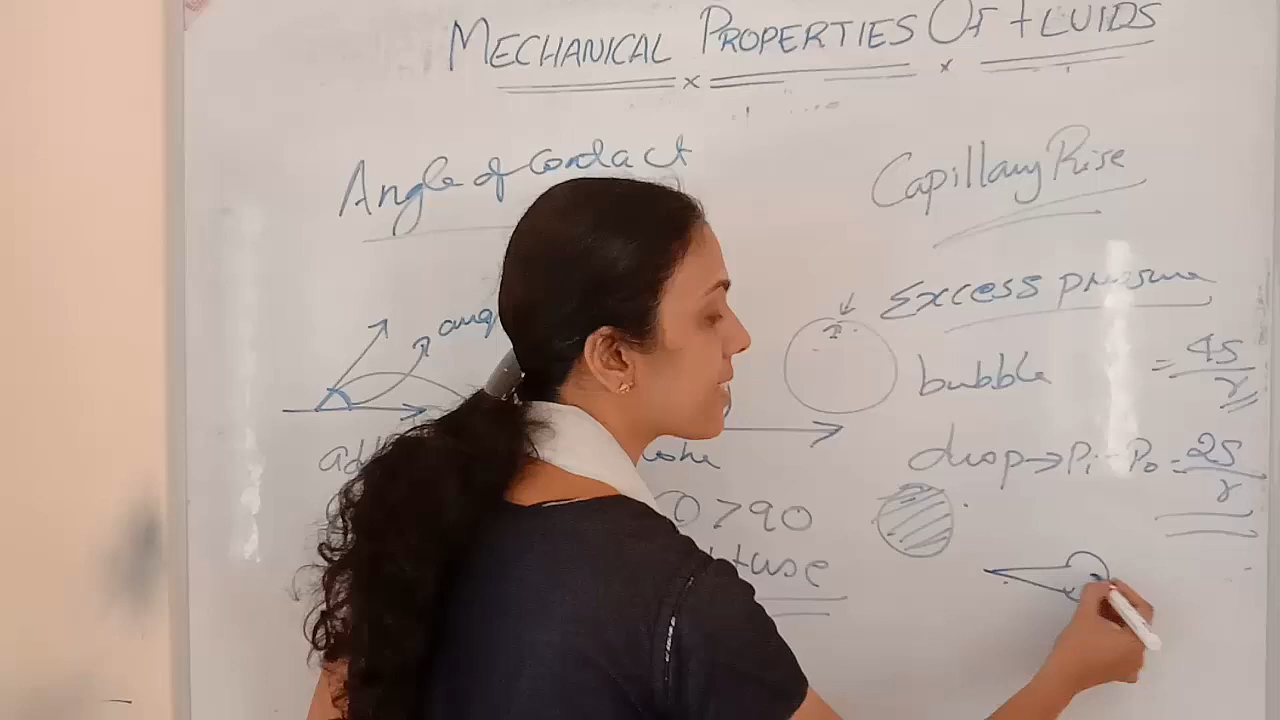 MECHANICAL PROPERTIES OF FLUIDS
Angle of Contact
Capillary Rise
Excess pressure
bubble = 4S/r
drop → Pi - Po = 2S/r
θ > 90